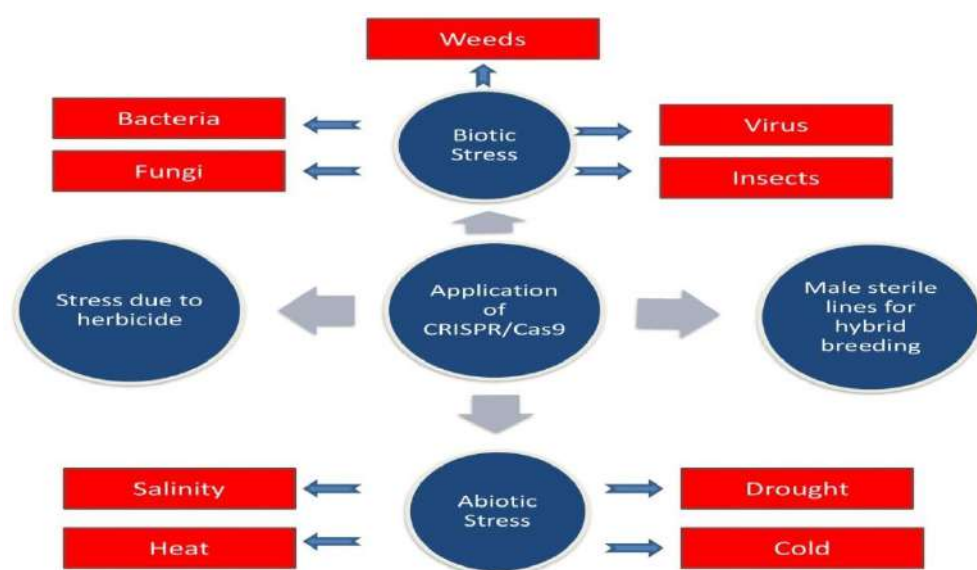 Weeds
Bacteria
Biotic
Stress
Virus
Fungi
Insects
Stress due to
herbicide
Application
of
CRISPR/Cas9
Male sterile
lines for
hybrid
breeding
Salinity
Abiotic
Stress
Drought
Heat
Cold